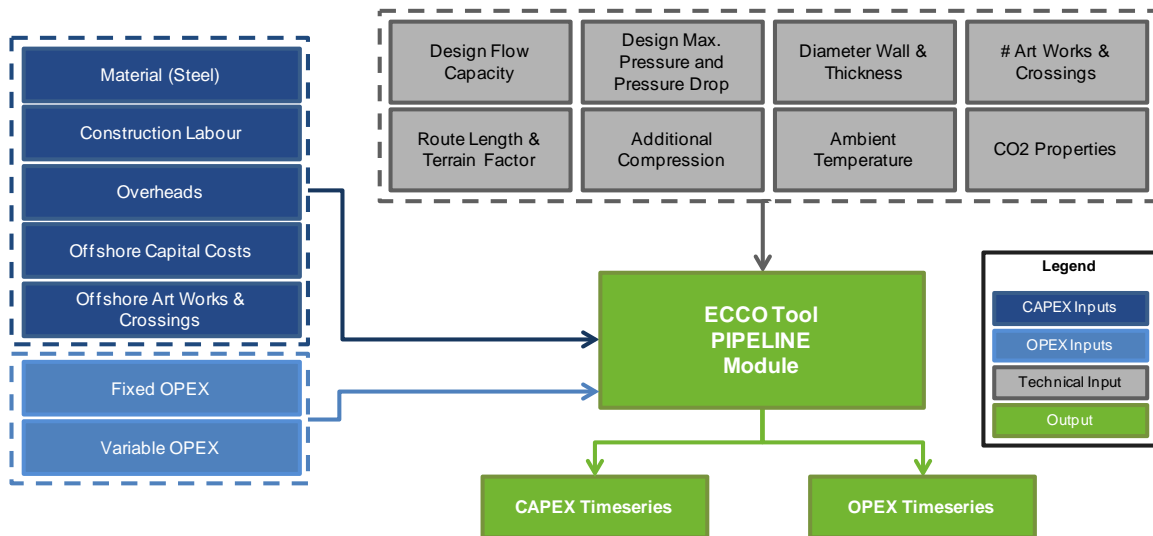 Material (Steel)
Construction Labour
Overheads
Offshore Capital Costs
Offshore Art Works &
Crossings
Fixed OPEX
Variable OPEX
Design Flow
Capacity
Design Max.
Pressure and
Pressure Drop
Diameter Wall &
Thickness
# Art Works &
Crossings
Route Length &
Terrain Factor
Additional
Compression
Ambient
Temperature
CO2 Properties
ECCO Tool
PIPELINE
Module
CAPEX Timeseries
OPEX Timeseries
Legend
CAPEX Inputs
OPEX Inputs
Technical Input
Output